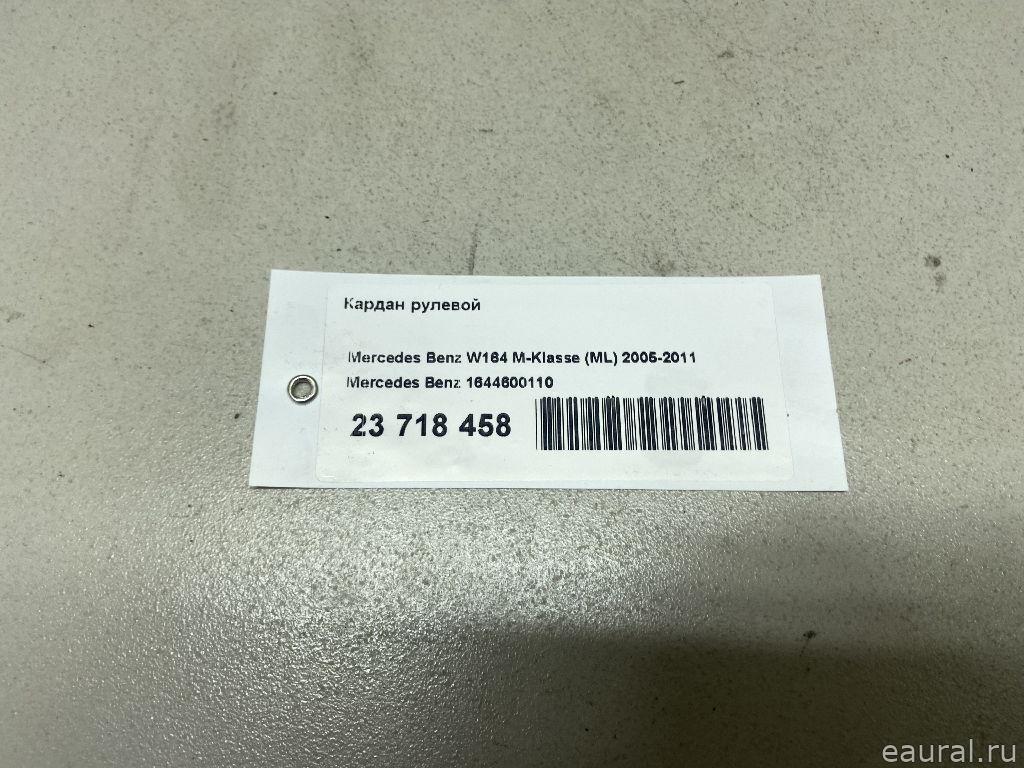 Кардан рулевой
Mercedes Benz W164 M-Klasse (ML) 2005-2011
Mercedes Benz 1644600110
23 718 458
eaural.ru